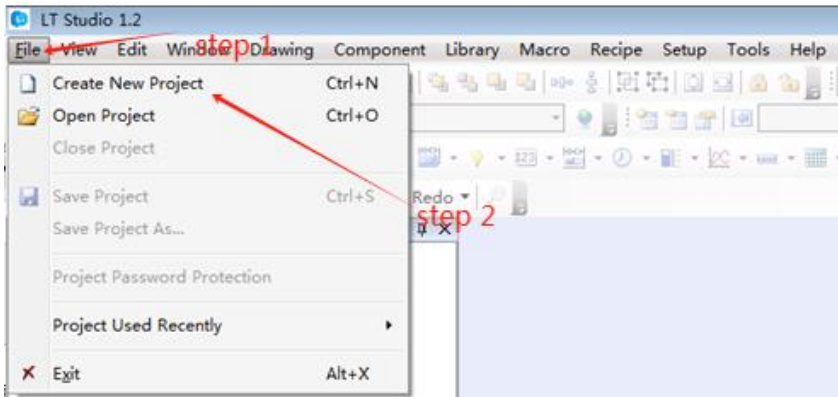 LT Studio 1.2
File View Edit Window Drawing Component Library Macro Recipe Setup Tools Help
step 1
Create New Project Ctrl+N
Open Project Ctrl+O
Close Project
Save Project Ctrl+S
Redo
step 2
Save Project As...
Project Password Protection
Project Used Recently
Exit Alt+X